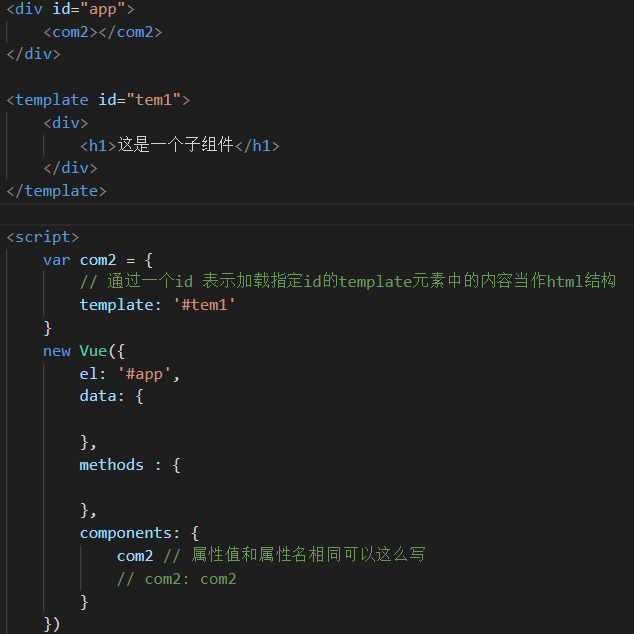 <div id="app">
    <com2></com2>
</div>
<template id="tem1">
    <div>
        <h1>这是一个子组件</h1>
    </div>
</template>
<script>
    var com2 = {
        // 通过一个id 表示加载指定id的template元素中的内容当作html结构
        template: '#tem1'
    }
    new Vue({
        el: '#app',
        data: {
        },
        methods : {
        },
        components: {
            com2 // 属性值和属性名相同可以这么写
            // com2: com2
        }
    })